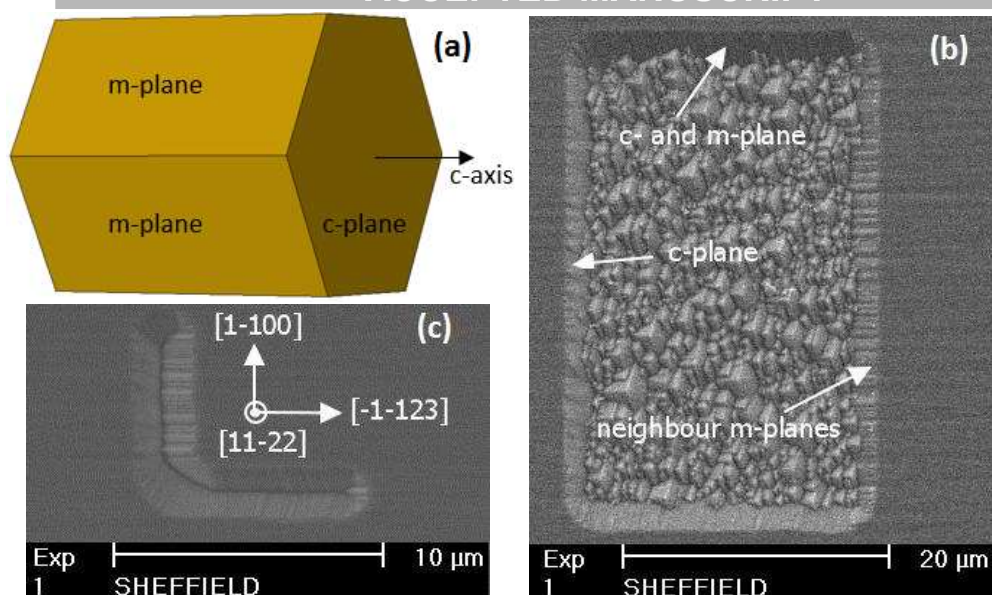 (a)
m-plane
m-plane
c-plane
c-axis
(b)
c- and m-plane
c-plane
neighbour m-planes
Exp
20 µm
1
SHEFFIELD
(c)
[1-100]
[-1-123]
[11-22]
Exp
10 µm
1
SHEFFIELD